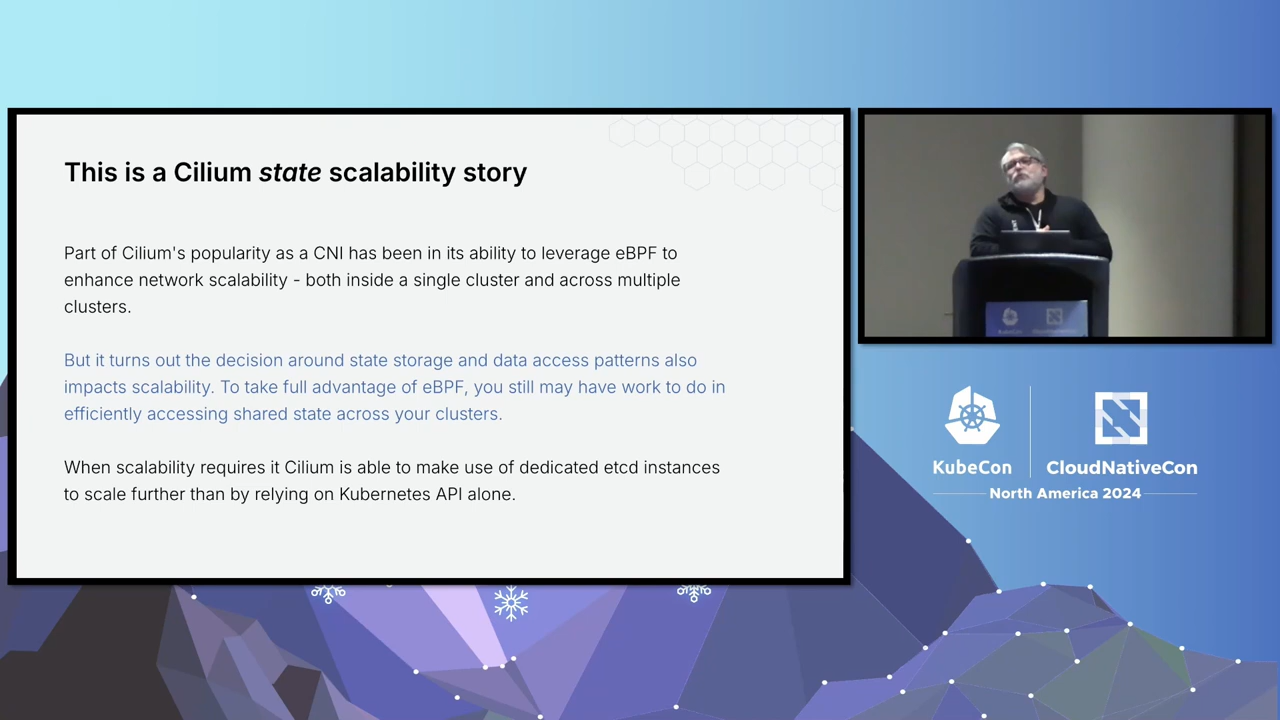 This is a Cilium state scalability story
Part of Cilium's popularity as a CNI has been in its ability to leverage eBPF to
enhance network scalability - both inside a single cluster and across multiple
clusters.
But it turns out the decision around state storage and data access patterns also
impacts scalability. To take full advantage of eBPF, you still may have work to do in
efficiently accessing shared state across your clusters.
When scalability requires it Cilium is able to make use of dedicated etcd instances
to scale further than by relying on Kubernetes API alone.
KubeCon
CloudNativeCon
North America 2024